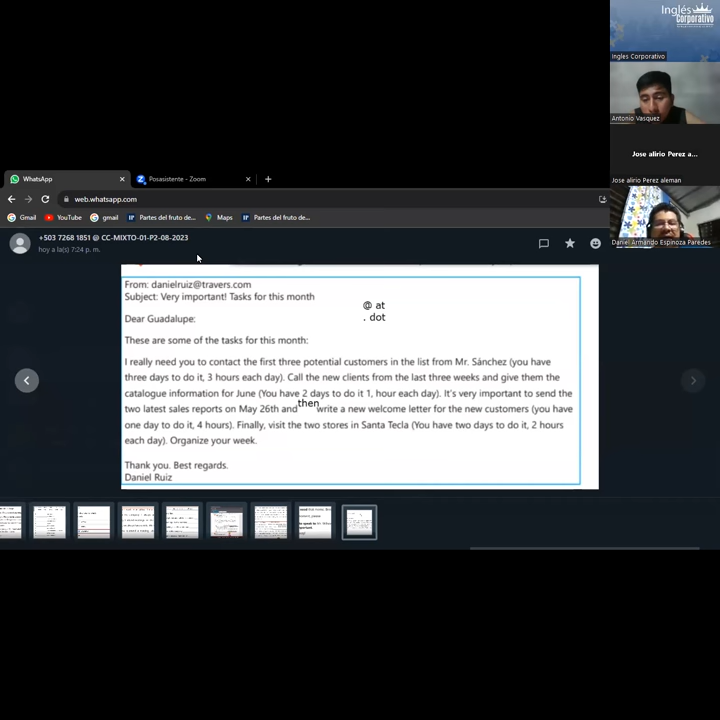 Inglés
Corporativo
Ingles Corporativo
Antonio Vasquez
Jose alirio Perez a...
Jose alirio Perez aleman
Daniel Armando Espinoza Paredes
WhatsApp
Posasistente - Zoom
web.whatsapp.com
Gmail
YouTube
gmail
Partes del fruto de...
Maps
Partes del fruto de...
+503 7268 1851 @ CC-MIXTO-01-P2-08-2023
hoy a la(s) 7:24 p. m.
From: danielruiz@travers.com
Subject: Very important! Tasks for this month
@ at
. dot
Dear Guadalupe:
These are some of the tasks for this month:
I really need you to contact the first three potential customers in the list from Mr. Sánchez (you have
three days to do it, 3 hours each day). Call the new clients from the last three weeks and give them the
catalogue information for June (You have 2 days to do it 1, hour each day). It's very important to send the
two latest sales reports on May 26th and then write a new welcome letter for the new customers (you have
one day to do it, 4 hours). Finally, visit the two stores in Santa Tecla (You have two days to do it, 2 hours
each day). Organize your week.
Thank you. Best regards.
Daniel Ruiz